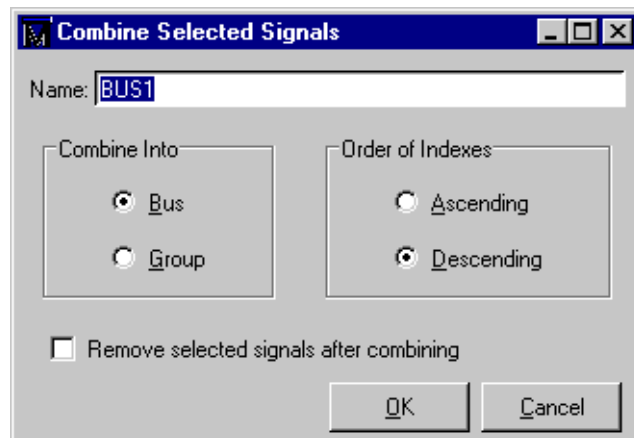 Combine Selected Signals
Name: BUS1
Combine Into
Bus
Group
Order of Indexes
Ascending
Descending
Remove selected signals after combining
OK Cancel